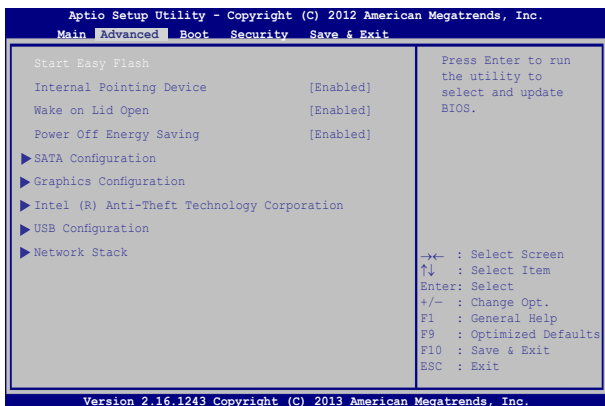 Aptio Setup Utility - Copyright (C) 2012 American Megatrends, Inc.
Main Advanced Boot Security Save & Exit
Start Easy Flash
Internal Pointing Device [Enabled]
Wake on Lid Open [Enabled]
Power Off Energy Saving [Enabled]
SATA Configuration
Graphics Configuration
Intel (R) Anti-Theft Technology Corporation
USB Configuration
Network Stack
Press Enter to run
the utility to
select and update
BIOS.
→← : Select Screen
↑↓ : Select Item
Enter: Select
+/— : Change Opt.
F1 : General Help
F9 : Optimized Defaults
F10 : Save & Exit
ESC : Exit
Version 2.16.1243 Copyright (C) 2013 American Megatrends, Inc.